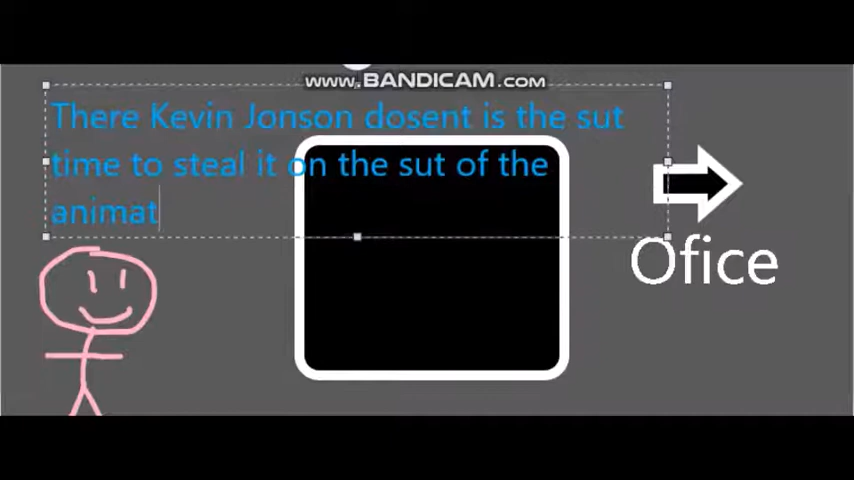 www.BANDICAM.com
There Kevin Jonson dosent is the sut
time to steal it on the sut of the
animat
Ofice